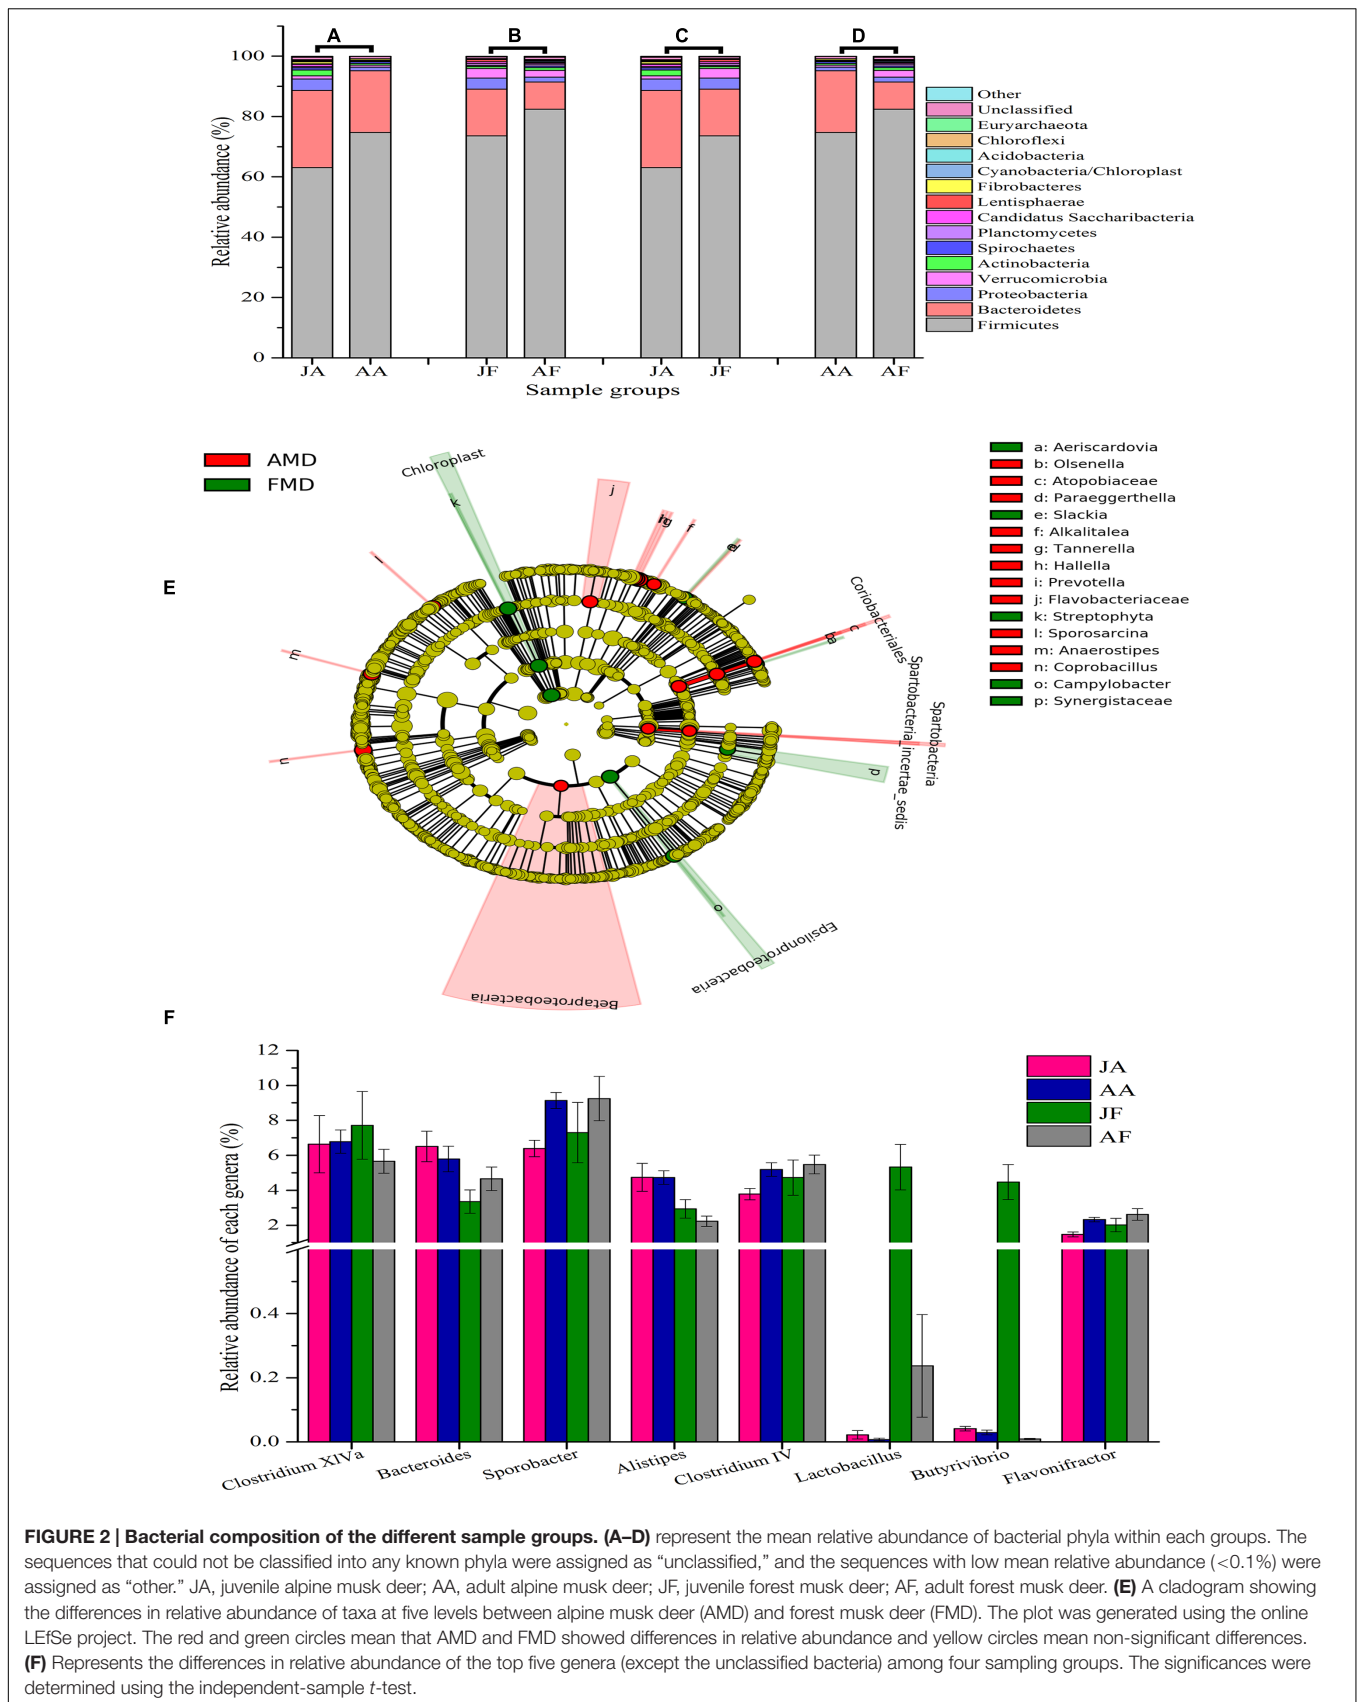 A
B
C
D
100
80
60
40
20
0
Relative abundance (%)
JA
AA
JF
AF
JA
JF
AA
AF
Sample groups
Other
Unclassified
Euryarchaeota
Chloroflexi
Acidobacteria
Cyanobacteria/Chloroplast
Fibrobacteres
Lentisphaerae
Candidatus Saccharibacteria
Planctomycetes
Spirochaetes
Actinobacteria
Verrucomicrobia
Proteobacteria
Bacteroidetes
Firmicutes
E
AMD
FMD
Chloroplast
k
j
g
f
e
l
m
n
c
b
a
Coriobacteriales
Spartobacteria_incertae_sedis
Spartobacteria
p
o
Epsilonproteobacteria
Betaproteobacteria
a: Aeriscardovia
b: Olsenella
c: Atopobiaceae
d: Paraeggerthella
e: Slackia
f: Alkalitalea
g: Tannerella
h: Hallella
i: Prevotella
j: Flavobacteriaceae
k: Streptophyta
l: Sporosarcina
m: Anaerostipes
n: Coprobacillus
o: Campylobacter
p: Synergistaceae
F
12
10
8
6
4
2
0.4
0.2
0.0
Relative abundance of each genera (%)
JA
AA
JF
AF
Clostridium XIVa
Bacteroides
Sporobacter
Alistipes
Clostridium IV
Lactobacillus
Butyrivibrio
Flavonifractor
FIGURE 2 | Bacterial composition of the different sample groups. (A–D) represent the mean relative abundance of bacterial phyla within each groups. The
sequences that could not be classified into any known phyla were assigned as “unclassified,” and the sequences with low mean relative abundance (<0.1%) were
assigned as “other.” JA, juvenile alpine musk deer; AA, adult alpine musk deer; JF, juvenile forest musk deer; AF, adult forest musk deer. (E) A cladogram showing
the differences in relative abundance of taxa at five levels between alpine musk deer (AMD) and forest musk deer (FMD). The plot was generated using the online
LEfSe project. The red and green circles mean that AMD and FMD showed differences in relative abundance and yellow circles mean non-significant differences.
(F) Represents the differences in relative abundance of the top five genera (except the unclassified bacteria) among four sampling groups. The significances were
determined using the independent-sample t-test.